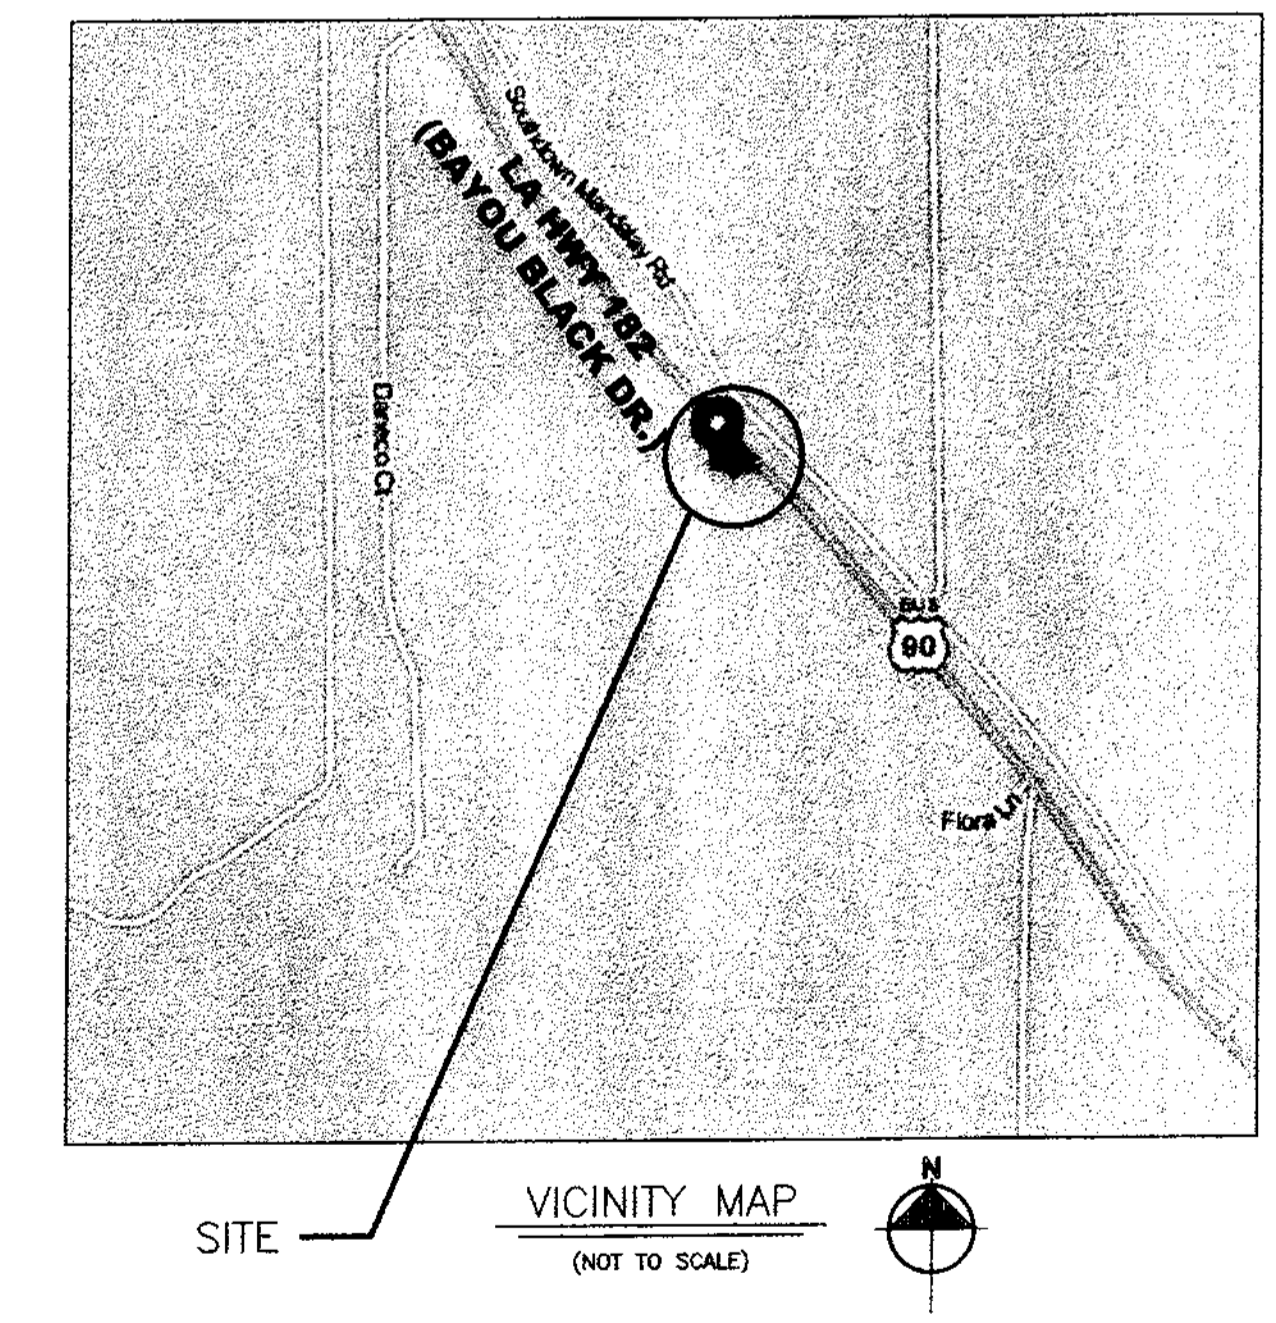 Southdown Mandalay Rd
LA HWY 182
(BAYOU BLACK DR.)
Ct
BUS
90
Flora Ln
N
VICINITY MAP
(NOT TO SCALE)
SITE